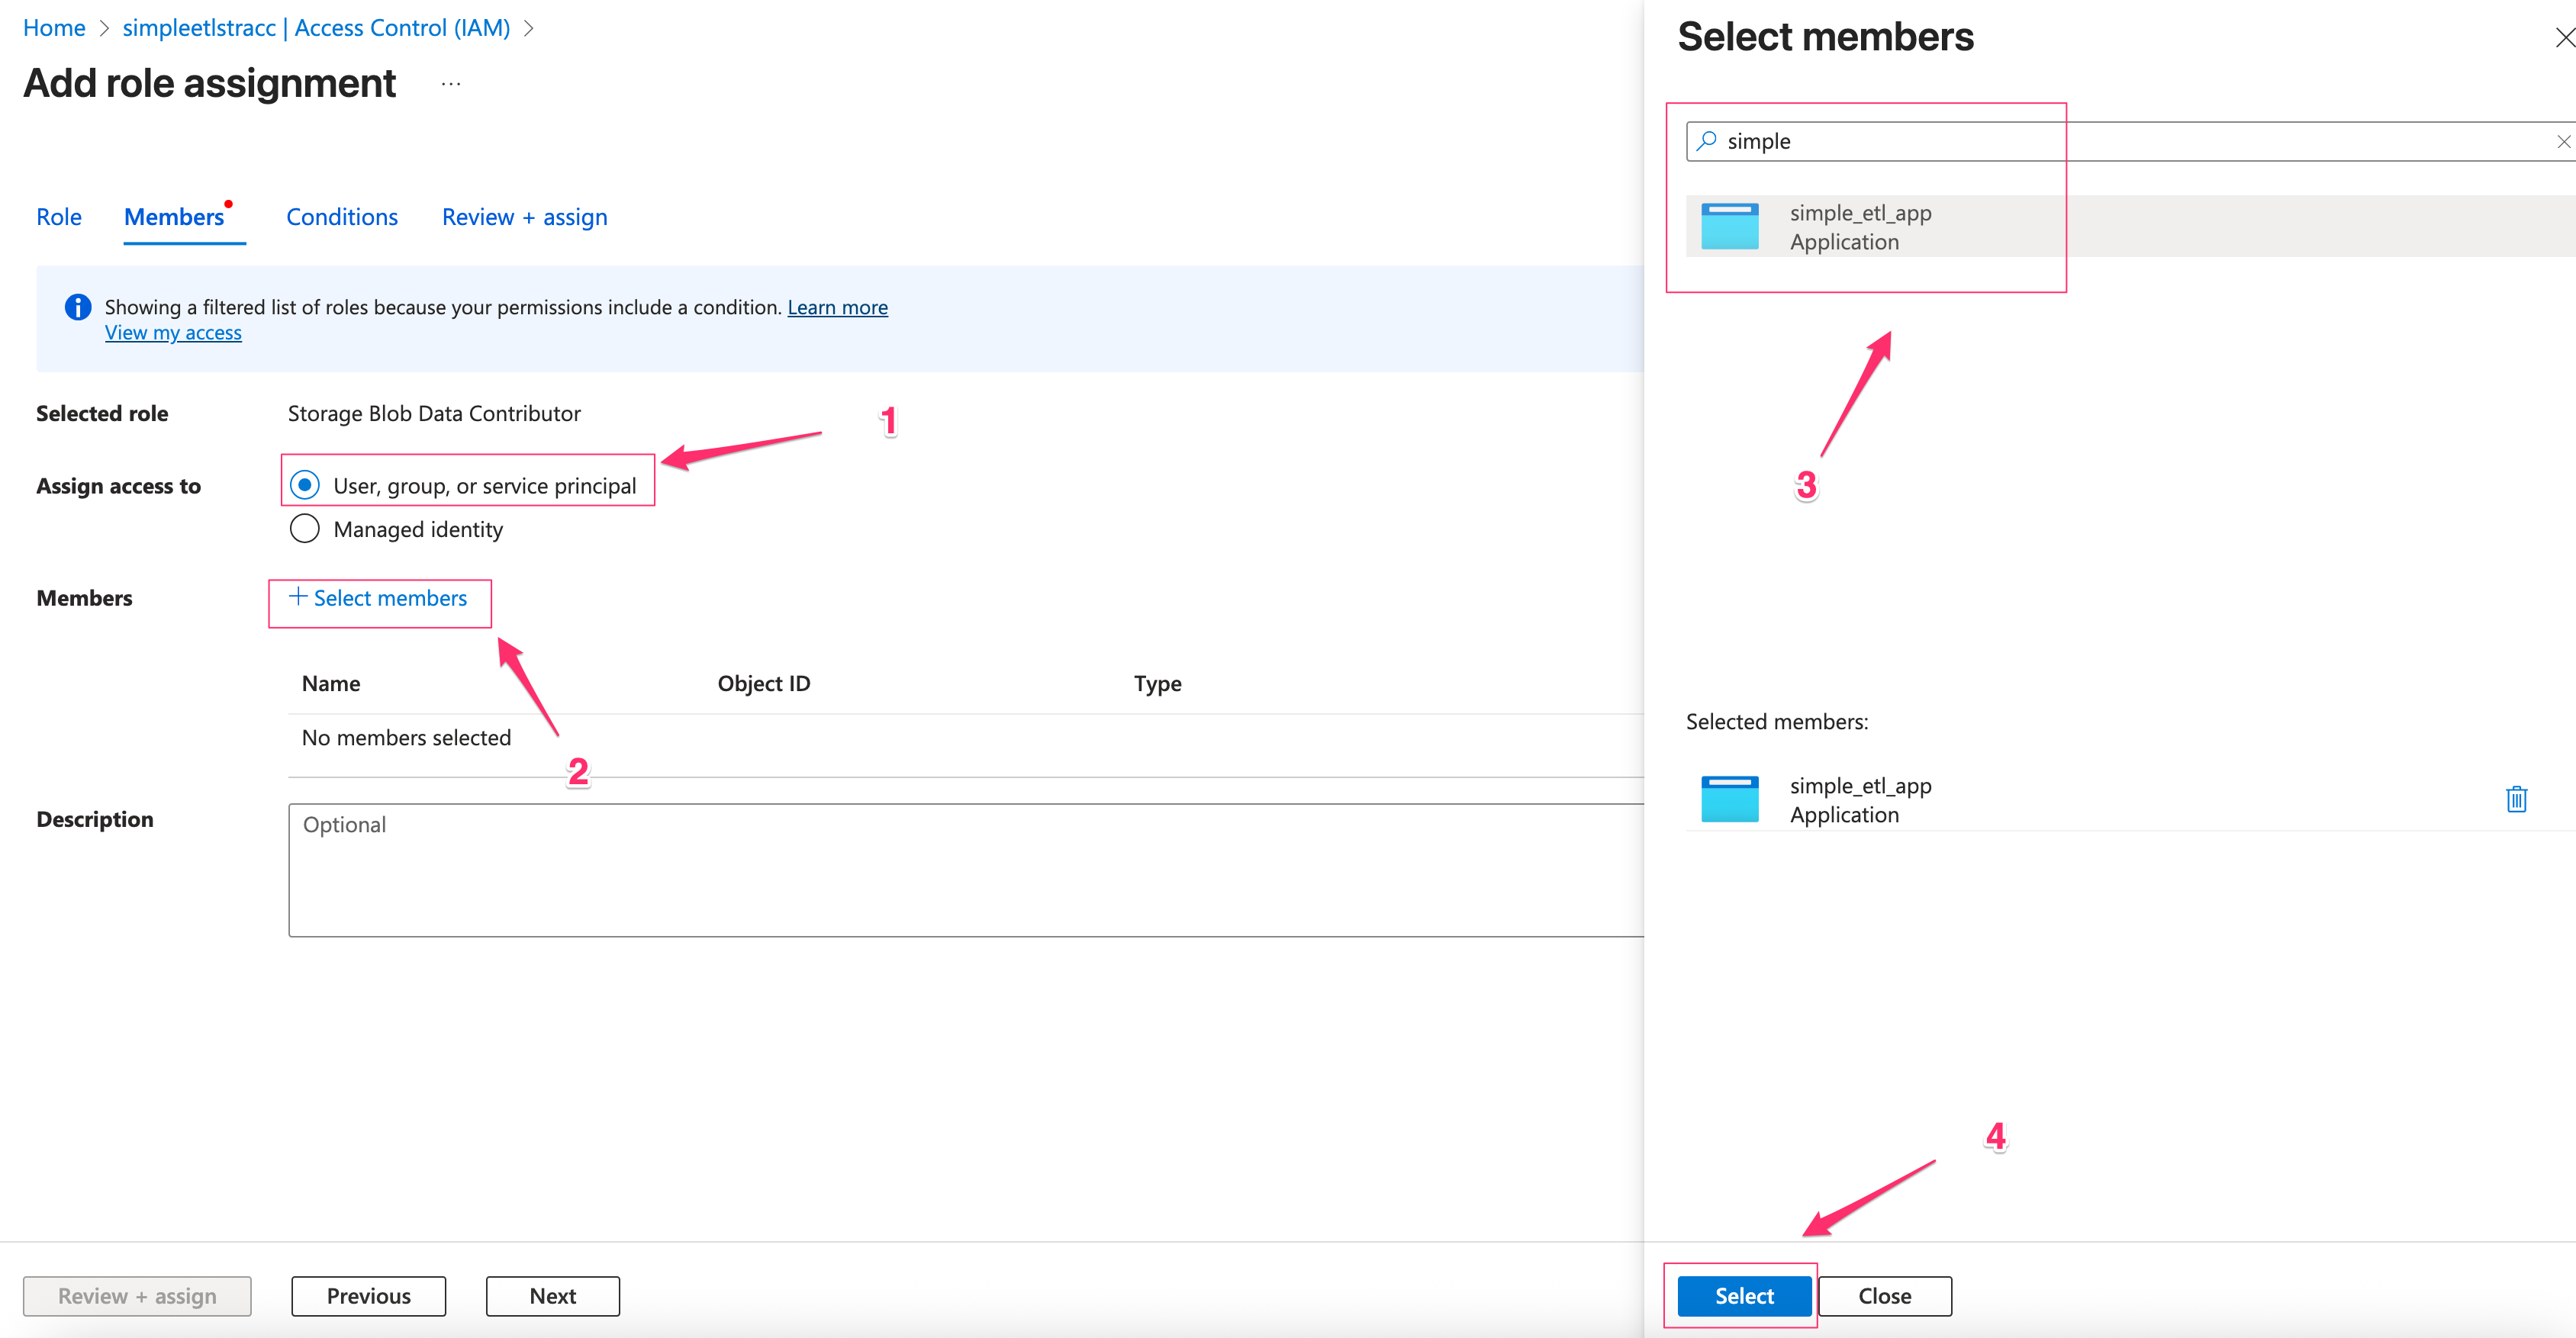 Home > simpleetlstracc | Access Control (IAM) >
Add role assignment ...
Role Members Conditions Review + assign
Showing a filtered list of roles because your permissions include a condition. Learn more
View my access
Selected role Storage Blob Data Contributor
1
Assign access to User, group, or service principal
Managed identity
Members + Select members
Name Object ID Type
No members selected
2
Description Optional
Review + assign Previous Next
Select members
simple
simple_etl_app
Application
3
Selected members:
simple_etl_app
Application
4
Select Close